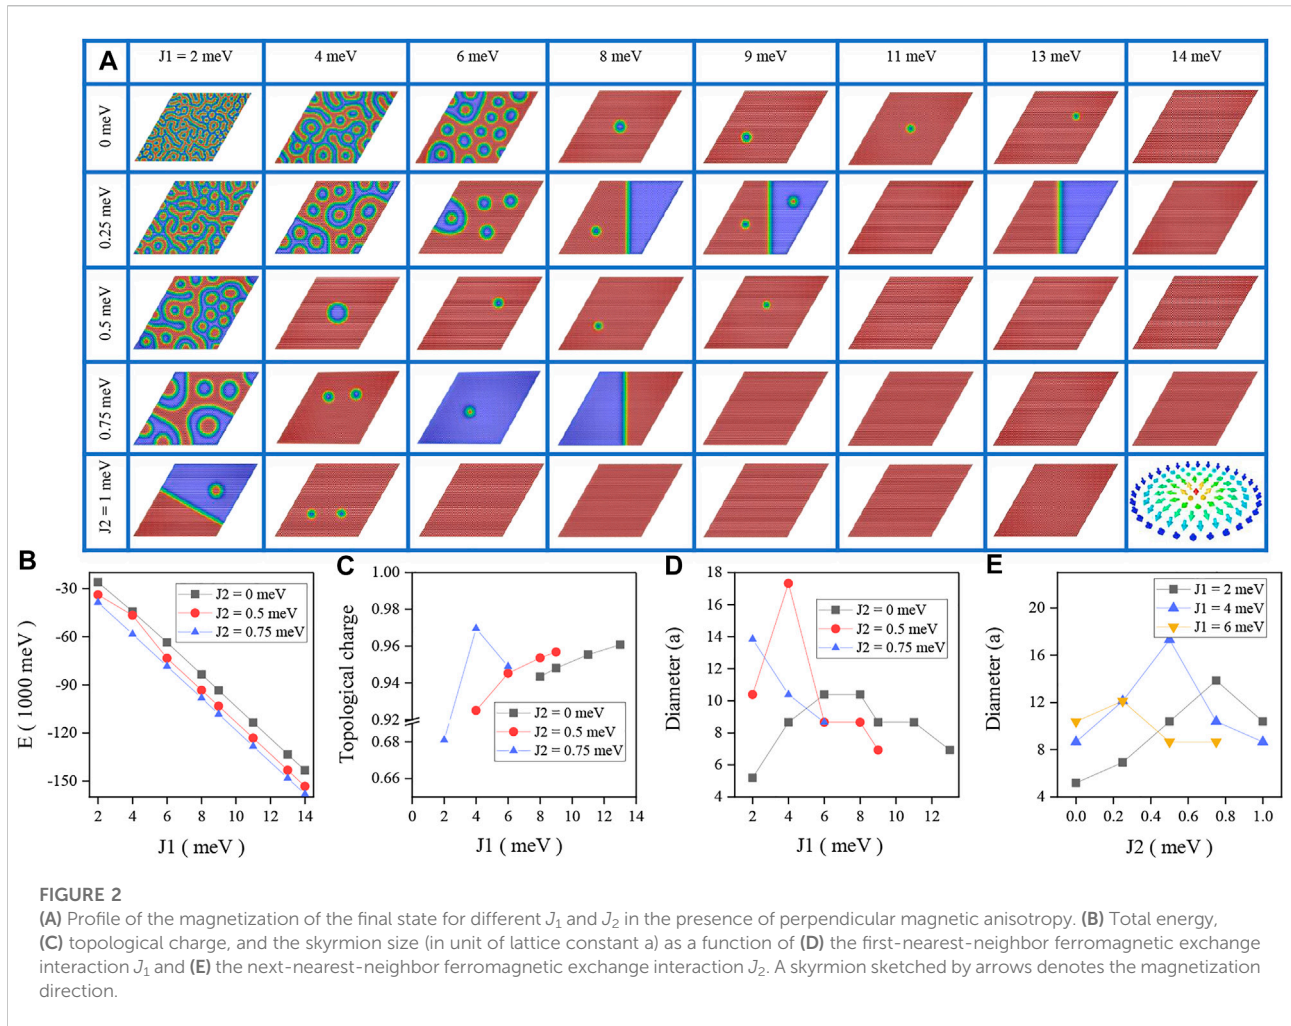 A
J1 = 2 meV
4 meV
6 meV
8 meV
9 meV
11 meV
13 meV
14 meV
0 meV
0.25 meV
0.5 meV
0.75 meV
J2 = 1 meV
B
-30
-60
-90
-120
-150
E ( 1000 meV)
J2 = 0 meV
J2 = 0.5 meV
J2 = 0.75 meV
2 4 6 8 10 12 14
J1 ( meV)
C
1.00
0.98
0.96
0.94
0.92
0.68
0.66
Topological charge
J2 = 0 meV
J2 = 0.5 meV
J2 = 0.75 meV
0 2 4 6 8 10 12 14
J1 ( meV)
D
18
16
14
12
10
8
6
4
Diameter (a)
J2 = 0 meV
J2 = 0.5 meV
J2 = 0.75 meV
2 4 6 8 10 12
J1 ( meV)
E
20
16
12
8
4
Diameter (a)
J1 = 2 meV
J1 = 4 meV
J1 = 6 meV
0.0 0.2 0.4 0.6 0.8 1.0
J2 ( meV)
FIGURE 2
(A) Profile of the magnetization of the final state for different J1 and J2 in the presence of perpendicular magnetic anisotropy. (B) Total energy,
(C) topological charge, and the skyrmion size (in unit of lattice constant a) as a function of (D) the first-nearest-neighbor ferromagnetic exchange
interaction J1 and (E) the next-nearest-neighbor ferromagnetic exchange interaction J2. A skyrmion sketched by arrows denotes the magnetization
direction.